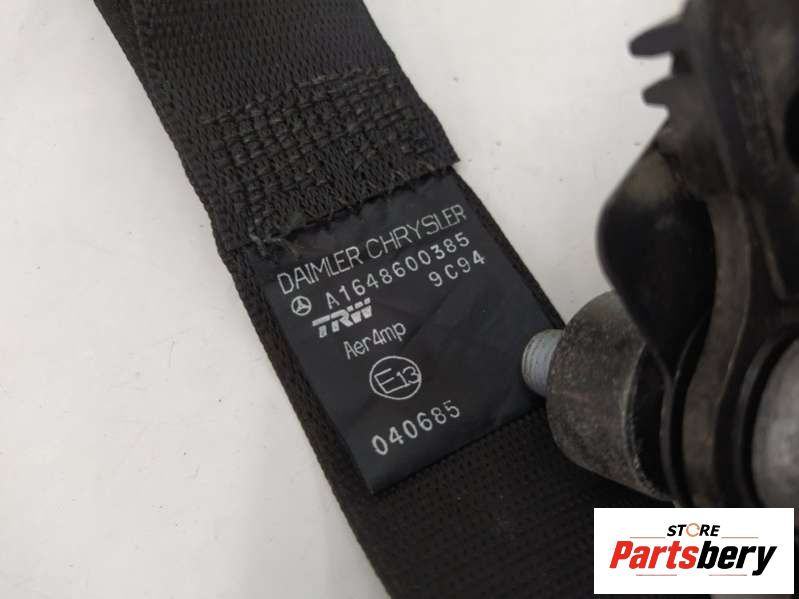 DAIMLER CHRYSLER
A1648600385
9C94
TRW
Aer4mp
E13
040685
STORE
Partsbery